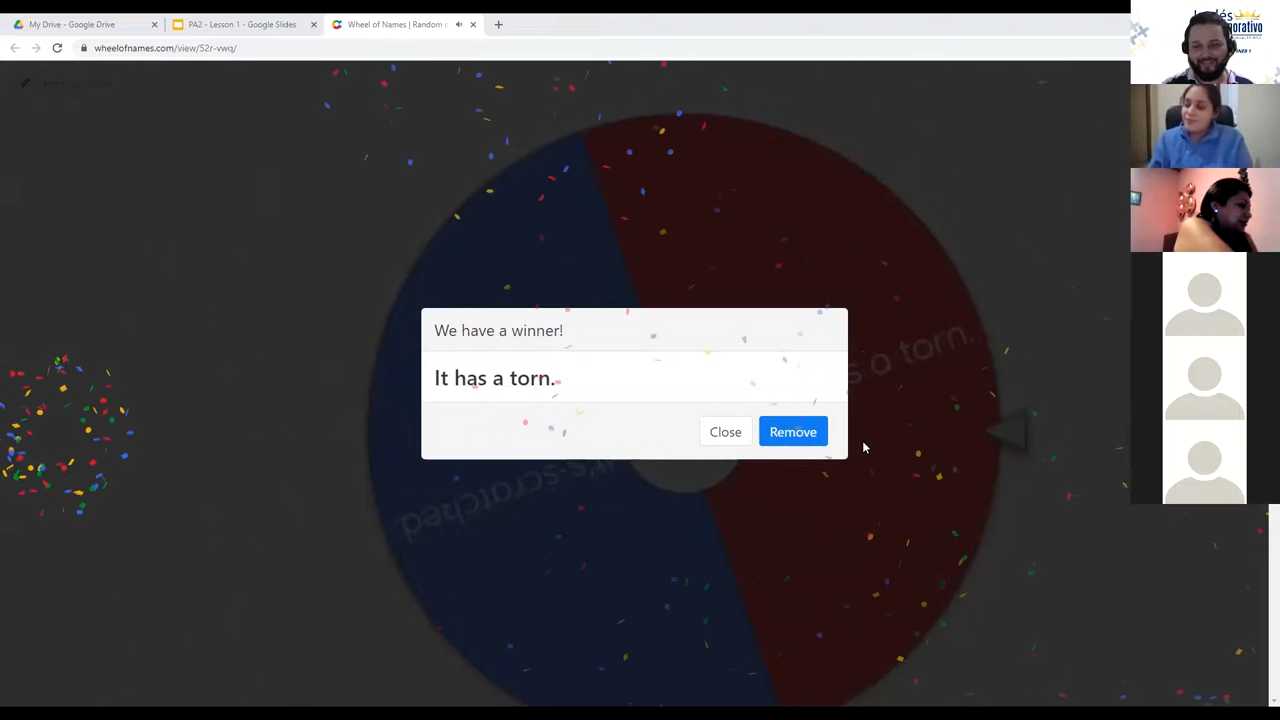 My Drive - Google Drive
PA2 - Lesson 1 - Google Slides
Wheel of Names | Random
wheelofnames.com/view/52r-vwq/
We have a winner!
It has a torn.
Close
Remove
s a torn.
It's scratched